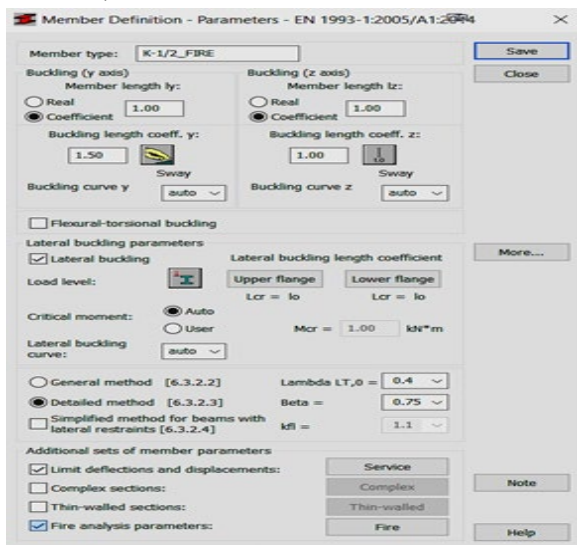 Member Definition - Parameters - EN 1993-1:2005/A1:2014
Member type: K-1/2_FIRE Save
Buckling (y axis) Buckling (z axis) Close
Member length ly: Member length lz:
Real Real
Coefficient 1.00 Coefficient 1.00
Buckling length coeff. y: Buckling length coeff. z:
1.50 1.00 1.0
Sway Sway
Buckling curve y auto Buckling curve z auto
Flexural-torsional buckling
Lateral buckling parameters More....
Lateral buckling Lateral buckling length coefficient
Load level: Upper flange Lower flange
Lcr = lo Lcr = lo
Critical moment: Auto
User Mcr = 1.00 kN*m
Lateral buckling curve: auto
General method [6.3.2.2] Lambda LT,0 = 0.4
Detailed method [6.3.2.3] Beta = 0.75
Simplified method for beams with
lateral restraints [6.3.2.4] kfl = 1.1
Additional sets of member parameters
Limit deflections and displacements: Service
Complex sections: Complex Note
Thin-walled sections: Thin-walled
Fire analysis parameters: Fire Help